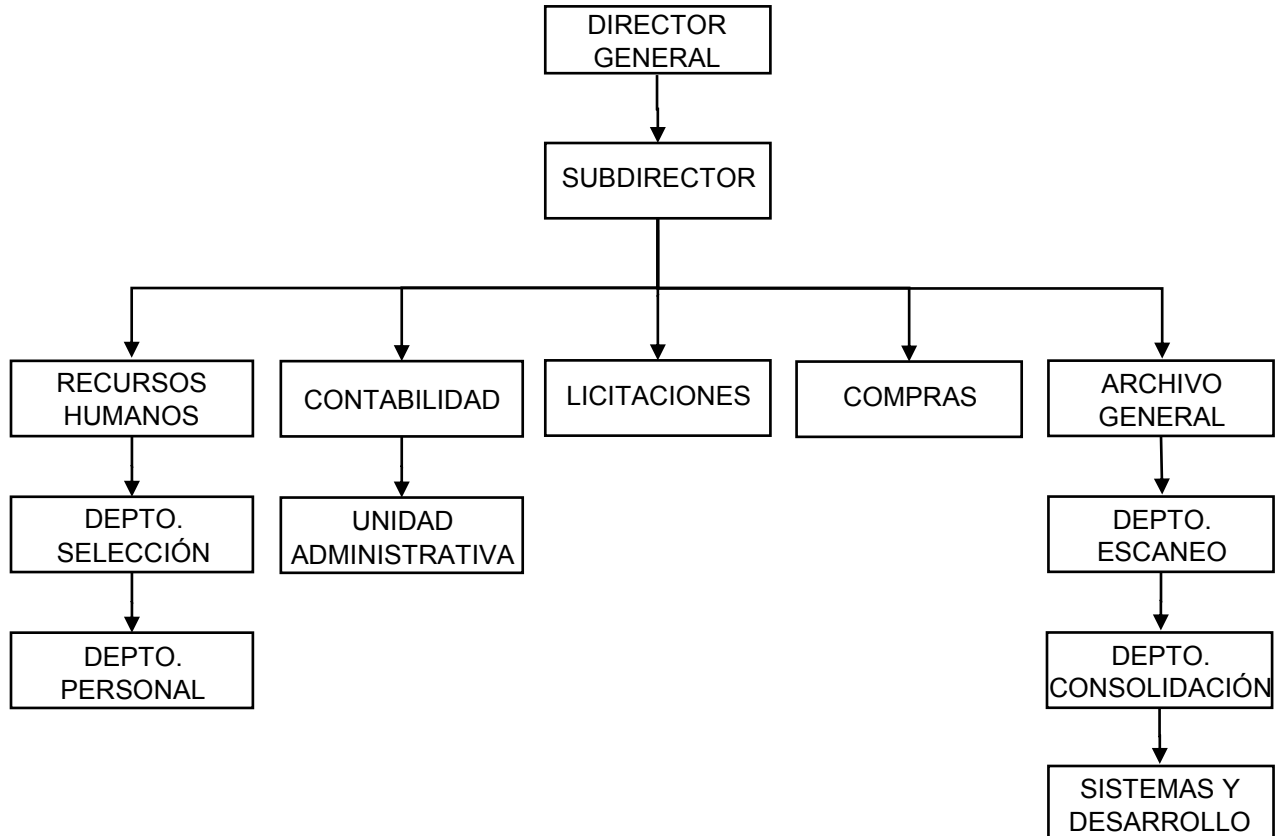 DIRECTOR
GENERAL
SUBDIRECTOR
RECURSOS
HUMANOS
CONTABILIDAD
LICITACIONES
COMPRAS
ARCHIVO
GENERAL
DEPTO.
SELECCIÓN
UNIDAD
ADMINISTRATIVA
DEPTO.
ESCANEO
DEPTO.
PERSONAL
DEPTO.
CONSOLIDACIÓN
SISTEMAS Y
DESARROLLO